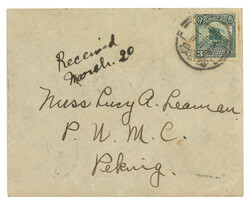 Received
March. 20
Miss Lucy A. Leaman
P. U. M. C.
Peking